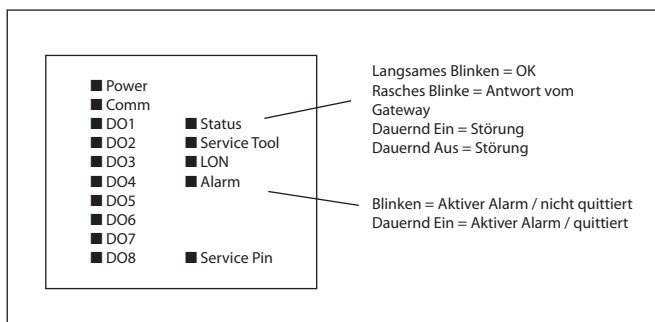 Power
Comm
DO1 Status
DO2 Service Tool
DO3 LON
DO4 Alarm
DO5
DO6
DO7
DO8 Service Pin
Langsames Blinken = OK
Rasches Blinke = Antwort vom
Gateway
Dauernd Ein = Störung
Dauernd Aus = Störung
Blinken = Aktiver Alarm / nicht quittiert
Dauernd Ein = Aktiver Alarm / quittiert